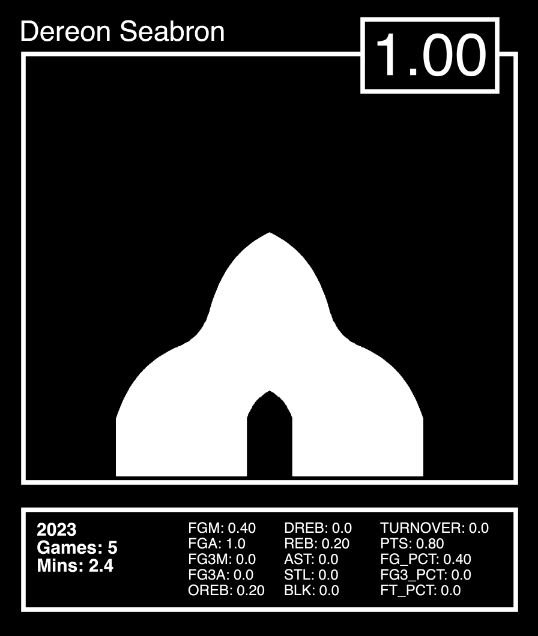 Dereon Seabron
1.00
2023
Games: 5
Mins: 2.4
FGM: 0.40
FGA: 1.0
FG3M: 0.0
FG3A: 0.0
OREB: 0.20
DREB: 0.0
REB: 0.20
AST: 0.0
STL: 0.0
BLK: 0.0
TURNOVER: 0.0
PTS: 0.80
FG_PCT: 0.40
FG3_PCT: 0.0
FT_PCT: 0.0